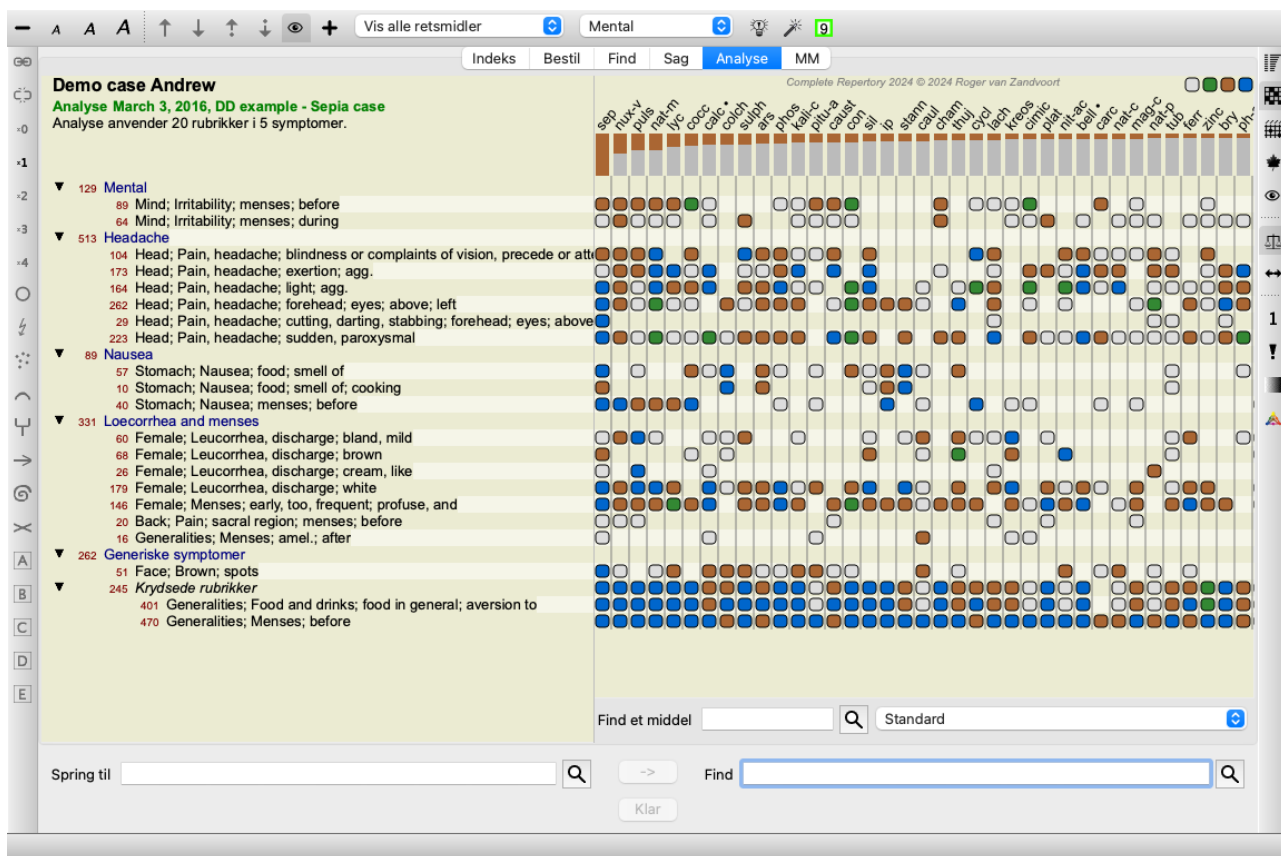 A A A Vis alle retsmidler Mental 9
Indeks Bestil Find Sag Analyse MM
Demo case Andrew
Complete Repertory 2024 © 2024 Roger van Zandvoort
Analyse March 3, 2016, DD example - Sepia case
Analyse anvender 20 rubrikker i 5 symptomer.
sep nux-v puls nat-m lyc cocc calc • colch sulph ars phos kali-c pitu-a caust con sil ip stann caul cham thuj cycl lach kreos cimic plat nit-ac bell • carc nat-c mag-c nat-p tub ferr zinc bry ph-
×0
×1
×2
×3
×4
A
B
C
D
E
1
129 Mental
89 Mind; Irritability; menses; before
64 Mind; Irritability; menses; during
513 Headache
104 Head; Pain, headache; blindness or complaints of vision, precede or att
173 Head; Pain, headache; exertion; agg.
164 Head; Pain, headache; light; agg.
262 Head; Pain, headache; forehead; eyes; above; left
29 Head; Pain, headache; cutting, darting, stabbing; forehead; eyes; above
223 Head; Pain, headache; sudden, paroxysmal
89 Nausea
57 Stomach; Nausea; food; smell of
10 Stomach; Nausea; food; smell of; cooking
40 Stomach; Nausea; menses; before
331 Loecorrhea and menses
60 Female; Leucorrhea, discharge; bland, mild
68 Female; Leucorrhea, discharge; brown
26 Female; Leucorrhea, discharge; cream, like
179 Female; Leucorrhea, discharge; white
146 Female; Menses; early, too, frequent; profuse, and
20 Back; Pain; sacral region; menses; before
16 Generalities; Menses; amel.; after
262 Generiske symptomer
51 Face; Brown; spots
245 Krydsede rubrikker
401 Generalities; Food and drinks; food in general; aversion to
470 Generalities; Menses; before
Find et middel Standard
Spring til -> Find
Klar